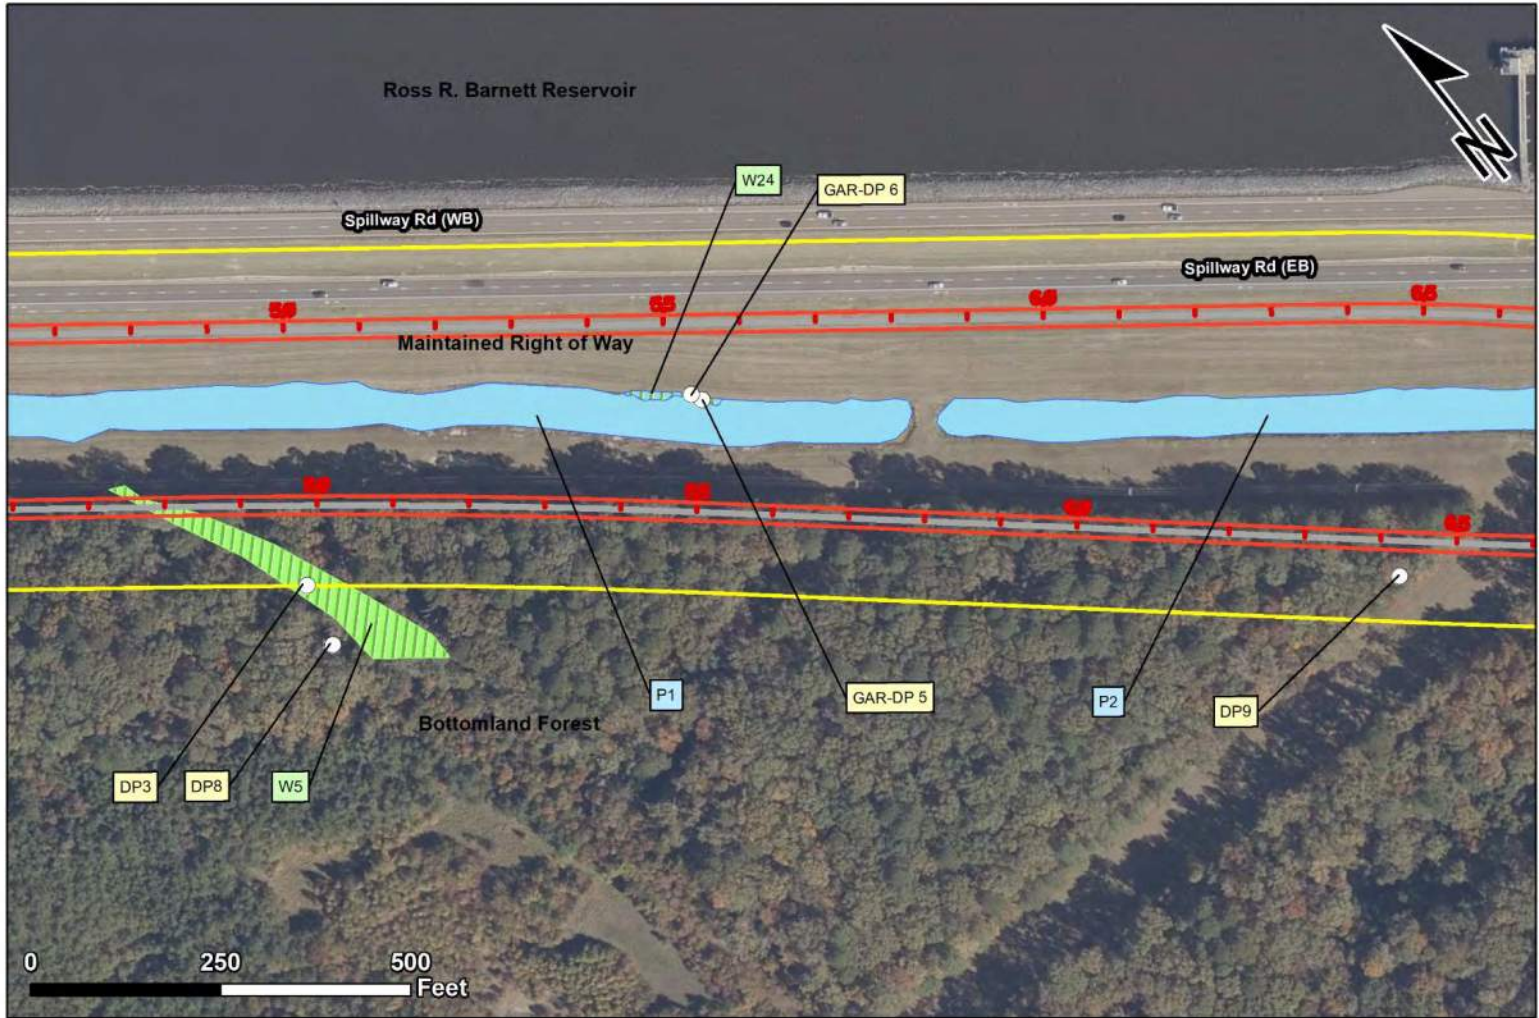 Ross R. Barnett Reservoir
N
W24
GAR-DP 6
Spillway Rd (WB)
Spillway Rd (EB)
Maintained Right of Way
P1
GAR-DP 5
P2
DP9
Bottomland Forest
DP3
DP8
W5
0 250 500
Feet